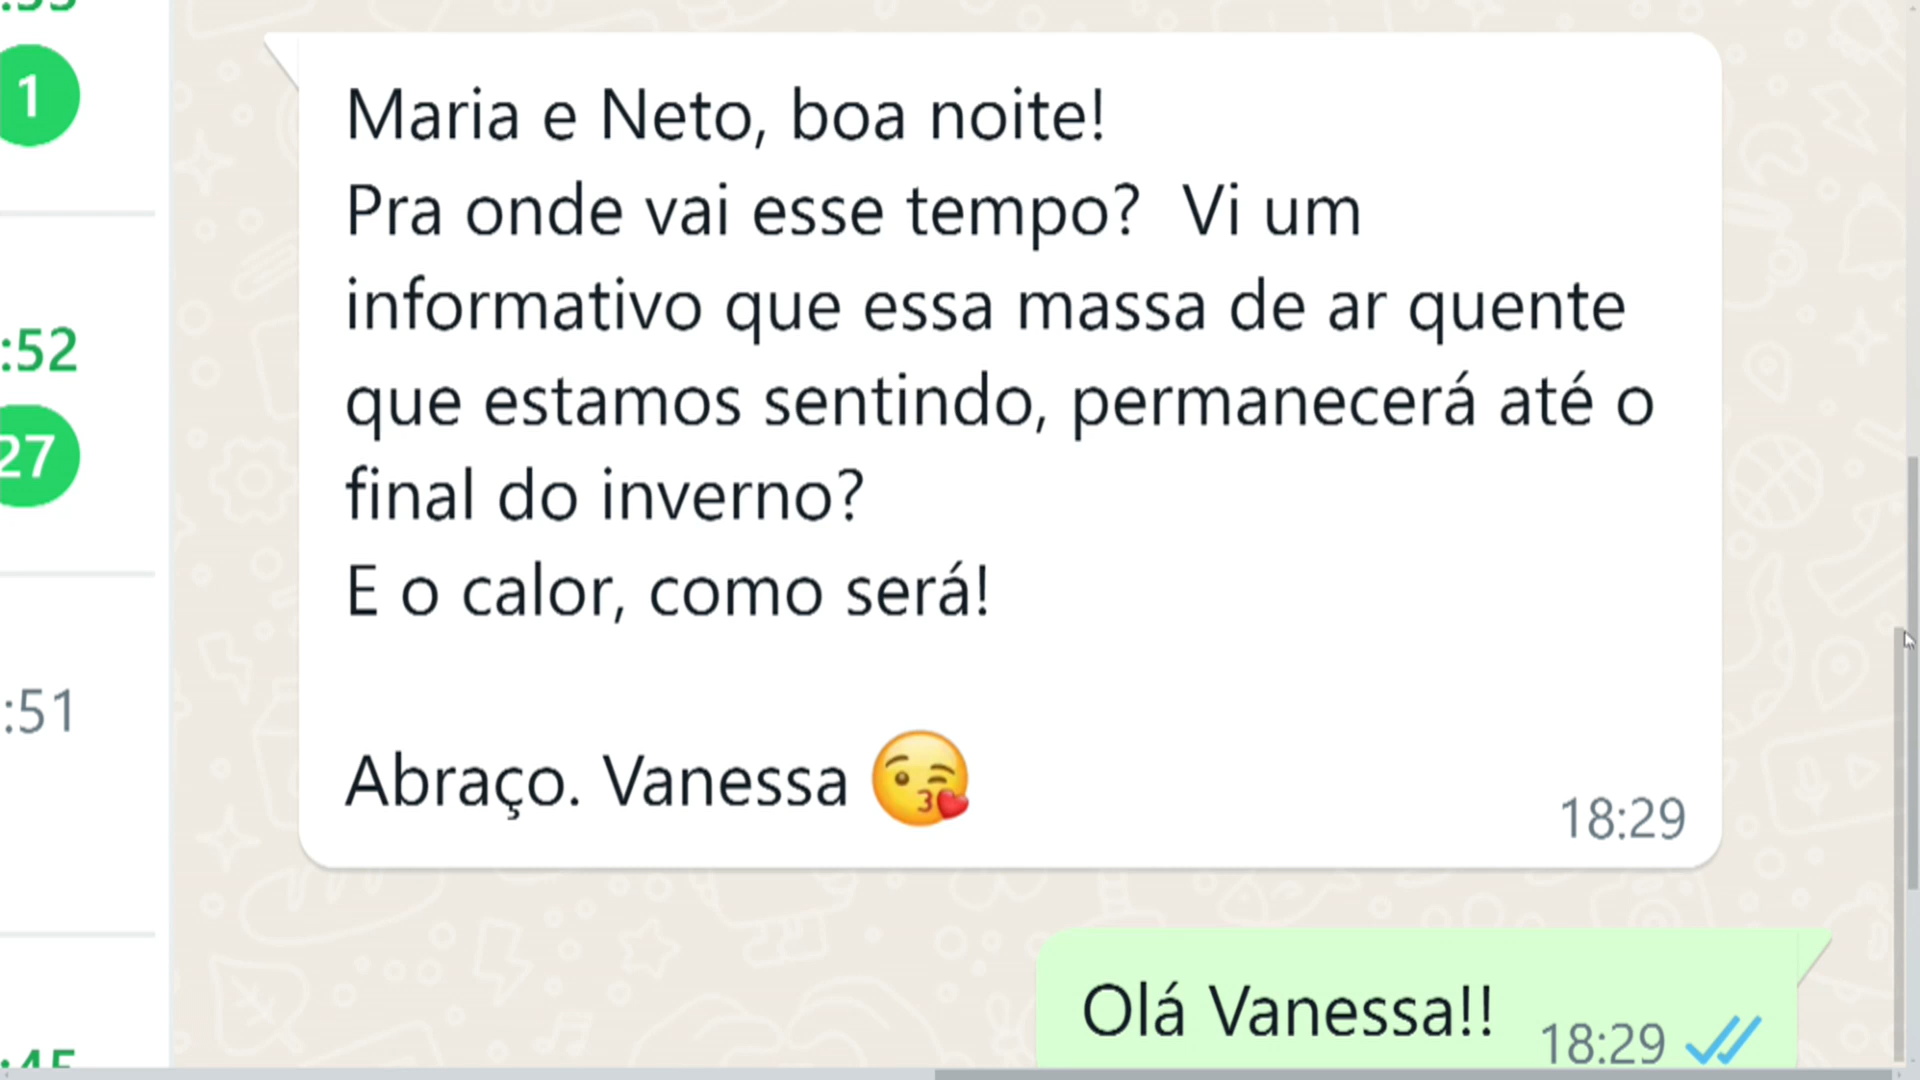 1
Maria e Neto, boa noite!
Pra onde vai esse tempo?  Vi um
informativo que essa massa de ar quente
:52
que estamos sentindo, permanecerá até o
27
final do inverno?
E o calor, como será!
:51
Abraço. Vanessa 😘
18:29
Olá Vanessa!!
18:29